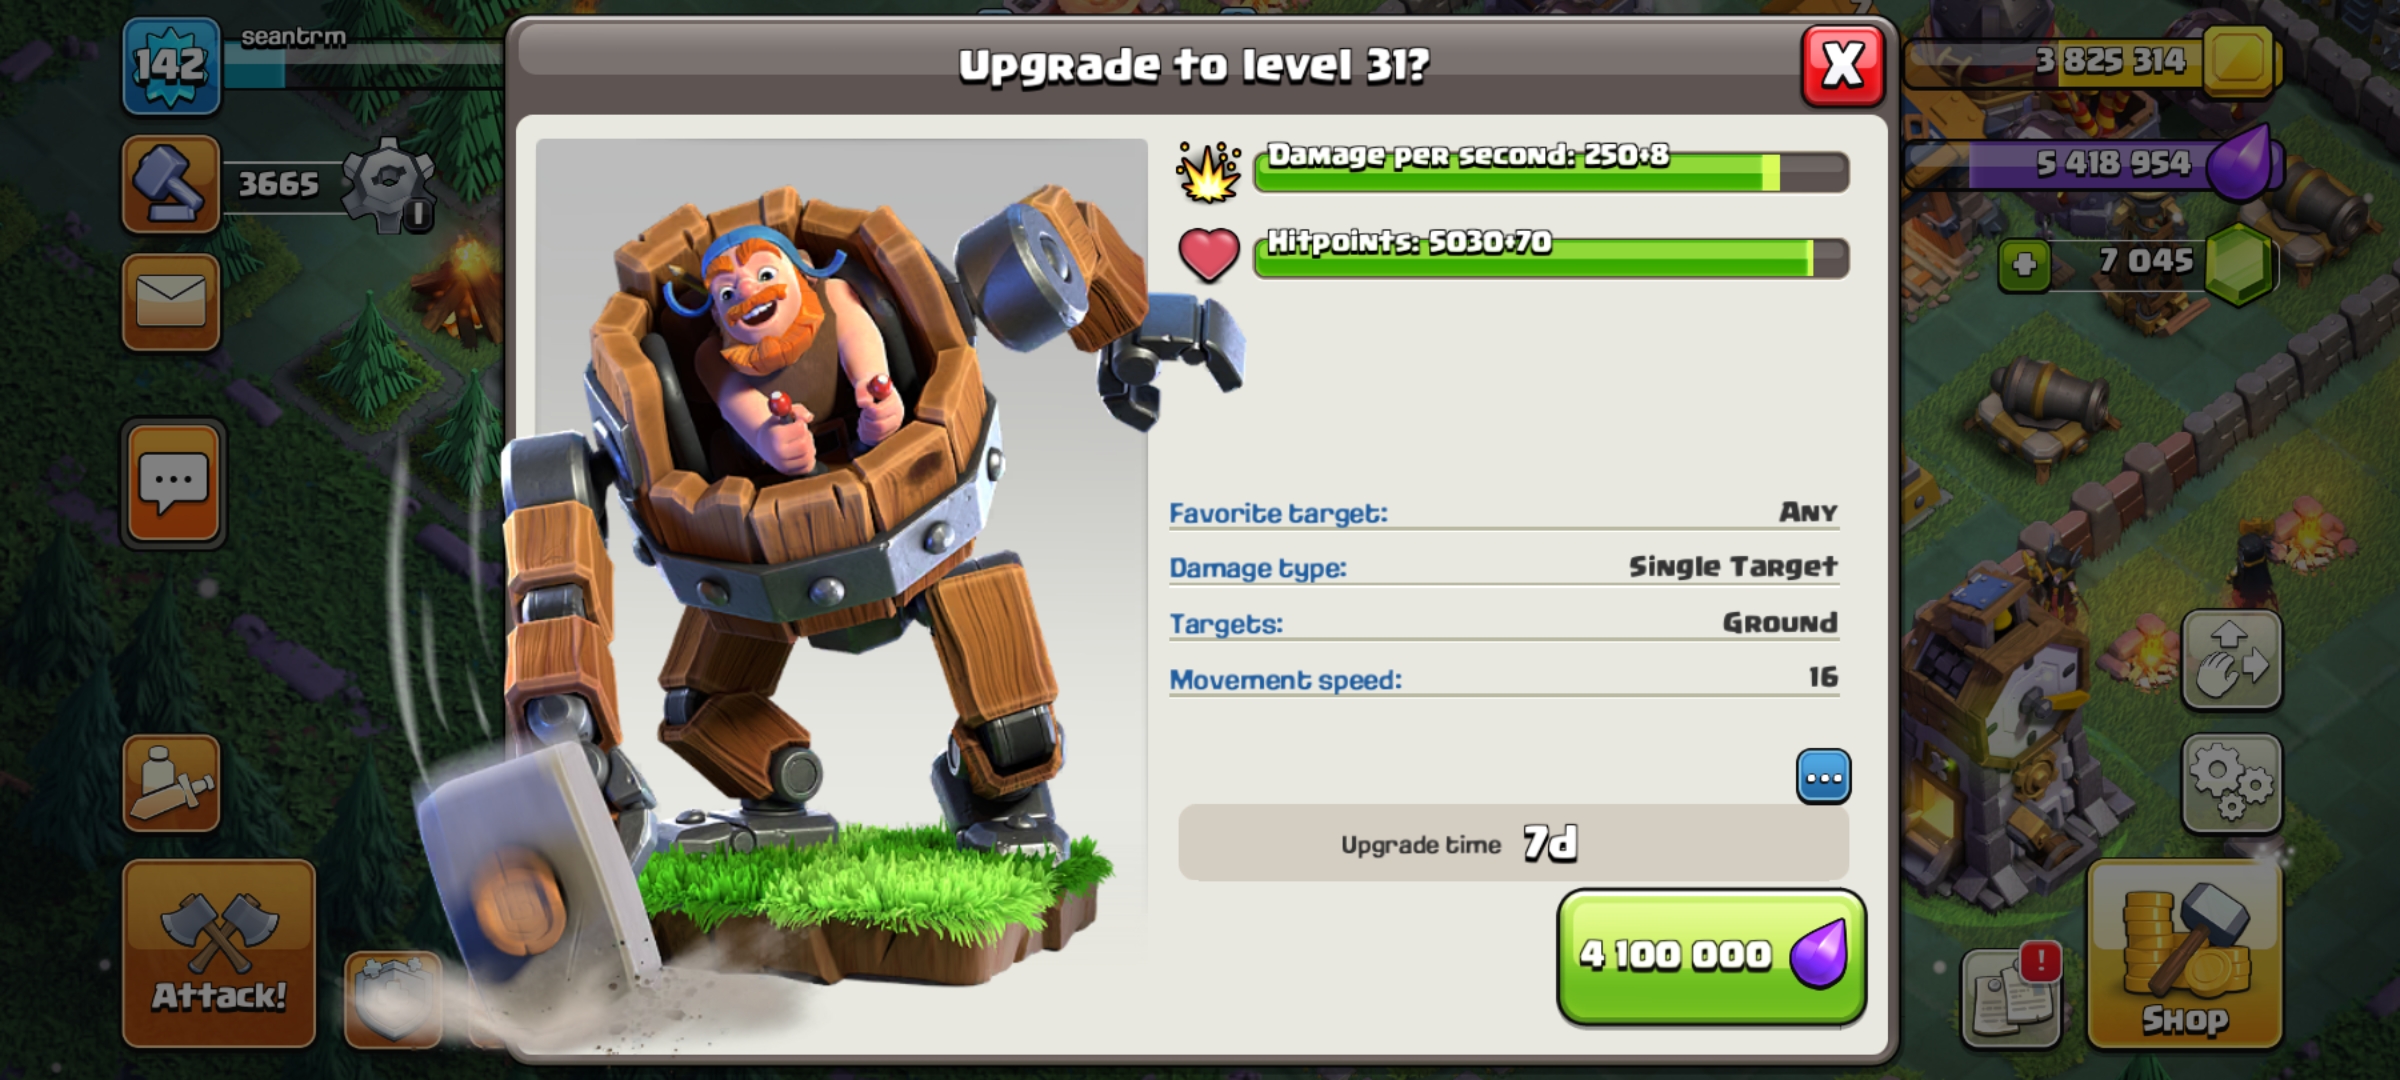 142
seantrm
Upgrade to level 31?
X
3 825 314
3665
5 418 954
7 045
Damage per second: 250+8
Hitpoints: 5030+70
Favorite target: Any
Damage type: Single Target
Targets: Ground
Movement speed: 16
Upgrade time 7d
4 100 000
Attack!
!
Shop